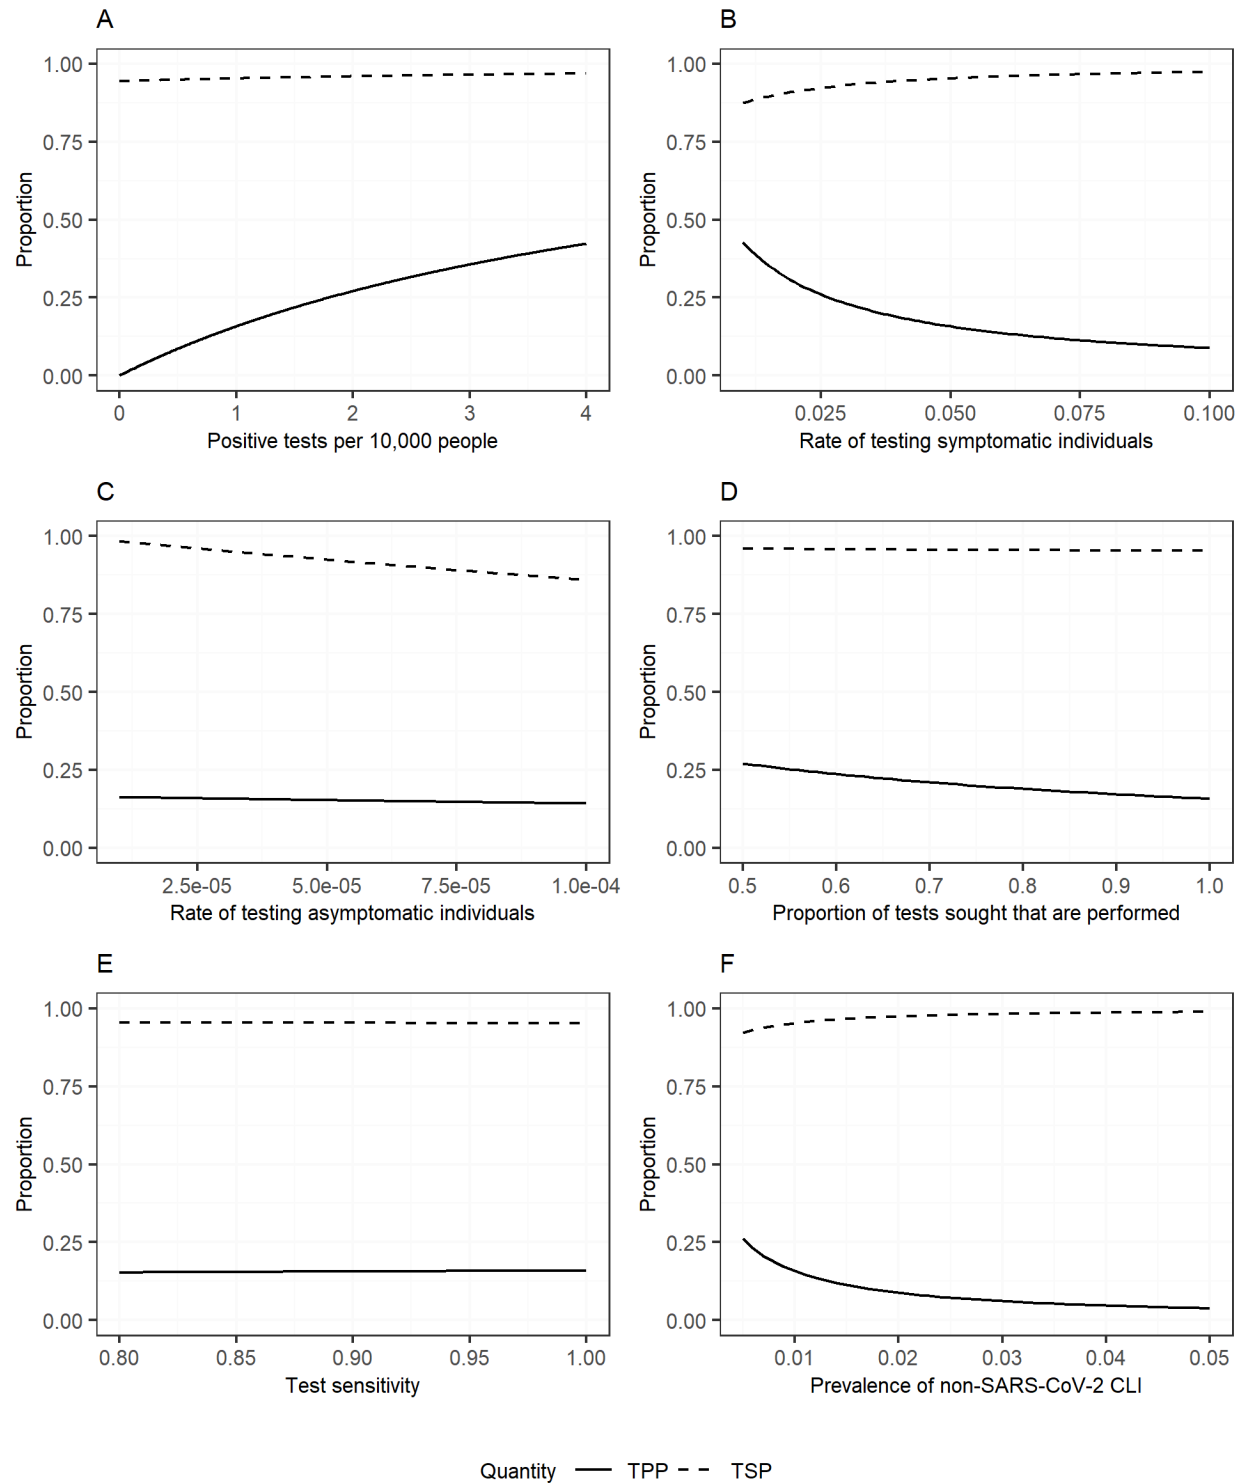 A
B
1.00
0.75
0.50
0.25
0.00
Proportion
0
1
2
3
4
Positive tests per 10,000 people
1.00
0.75
0.50
0.25
0.00
Proportion
0.025
0.050
0.075
0.100
Rate of testing symptomatic individuals
C
D
1.00
0.75
0.50
0.25
0.00
Proportion
2.5e-05
5.0e-05
7.5e-05
1.0e-04
Rate of testing asymptomatic individuals
1.00
0.75
0.50
0.25
0.00
Proportion
0.5
0.6
0.7
0.8
0.9
1.0
Proportion of tests sought that are performed
E
F
1.00
0.75
0.50
0.25
0.00
Proportion
0.80
0.85
0.90
0.95
1.00
Test sensitivity
1.00
0.75
0.50
0.25
0.00
Proportion
0.01
0.02
0.03
0.04
0.05
Prevalence of non-SARS-CoV-2 CLI
Quantity TPP TSP